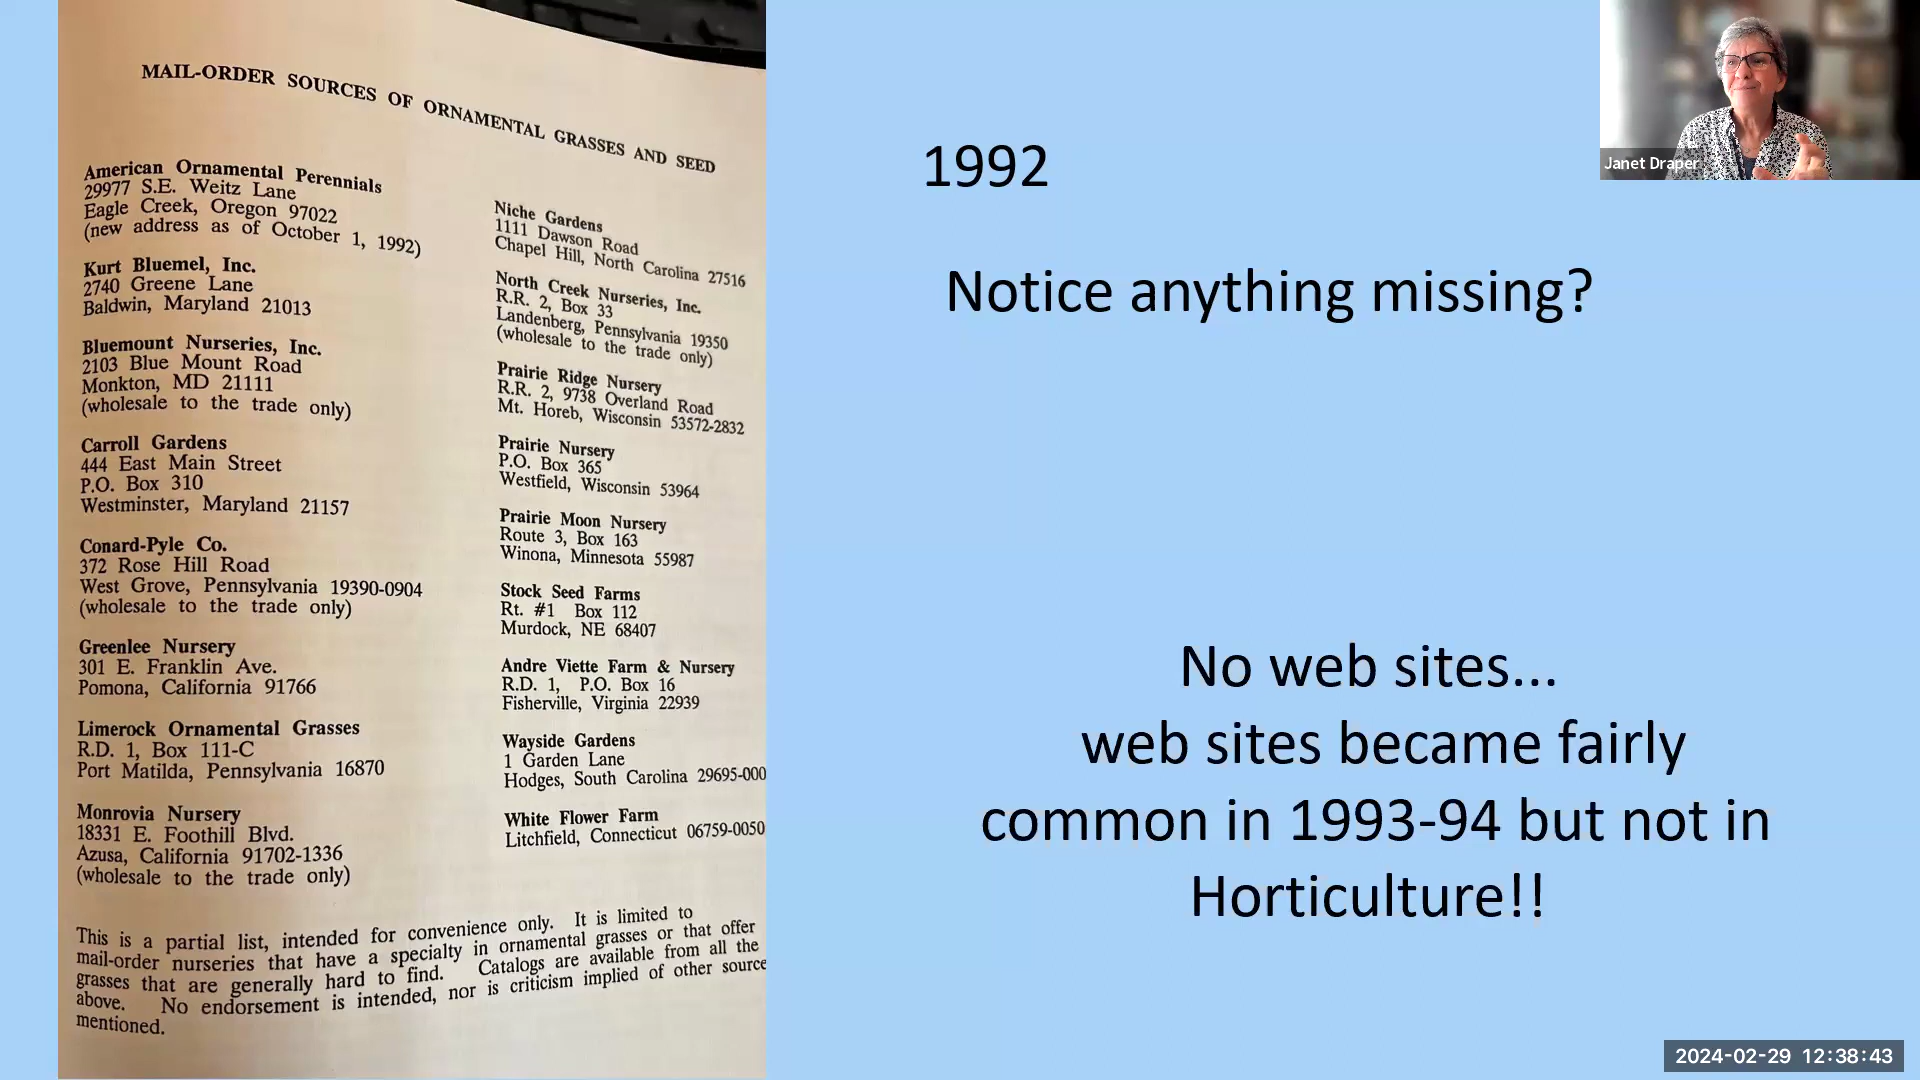 MAIL-ORDER SOURCES OF ORNAMENTAL GRASSES AND SEED
American Ornamental Perennials
29977 S.E. Weitz Lane
Eagle Creek, Oregon 97022
(new address as of October 1, 1992)
Kurt Bluemel, Inc.
2740 Greene Lane
Baldwin, Maryland 21013
Bluemount Nurseries, Inc.
2103 Blue Mount Road
Monkton, MD 21111
(wholesale to the trade only)
Carroll Gardens
444 East Main Street
P.O. Box 310
Westminster, Maryland 21157
Conard-Pyle Co.
372 Rose Hill Road
West Grove, Pennsylvania 19390-0904
(wholesale to the trade only)
Greenlee Nursery
301 E. Franklin Ave.
Pomona, California 91766
Limerock Ornamental Grasses
R.D. 1, Box 111-C
Port Matilda, Pennsylvania 16870
Monrovia Nursery
18331 E. Foothill Blvd.
Azusa, California 91702-1336
(wholesale to the trade only)
Niche Gardens
1111 Dawson Road
Chapel Hill, North Carolina 27516
North Creek Nurseries, Inc.
R.R. 2, Box 33
Landenberg, Pennsylvania 19350
(wholesale to the trade only)
Prairie Ridge Nursery
R.R. 2, 9738 Overland Road
Mt. Horeb, Wisconsin 53572-2832
Prairie Nursery
P.O. Box 365
Westfield, Wisconsin 53964
Prairie Moon Nursery
Route 3, Box 163
Winona, Minnesota 55987
Stock Seed Farms
Rt. #1 Box 112
Murdock, NE 68407
Andre Viette Farm & Nursery
R.D. 1, P.O. Box 16
Fisherville, Virginia 22939
Wayside Gardens
1 Garden Lane
Hodges, South Carolina 29695-000
White Flower Farm
Litchfield, Connecticut 06759-0050
This is a partial list, intended for convenience only. It is limited to
mail-order nurseries that have a specialty in ornamental grasses or that offer
grasses that are generally hard to find. Catalogs are available from all the
above. No endorsement is intended, nor is criticism implied of other source
mentioned.
1992
Notice anything missing?
No web sites...
web sites became fairly
common in 1993-94 but not in
Horticulture!!
Janet Draper
2024-02-29 12:38:43